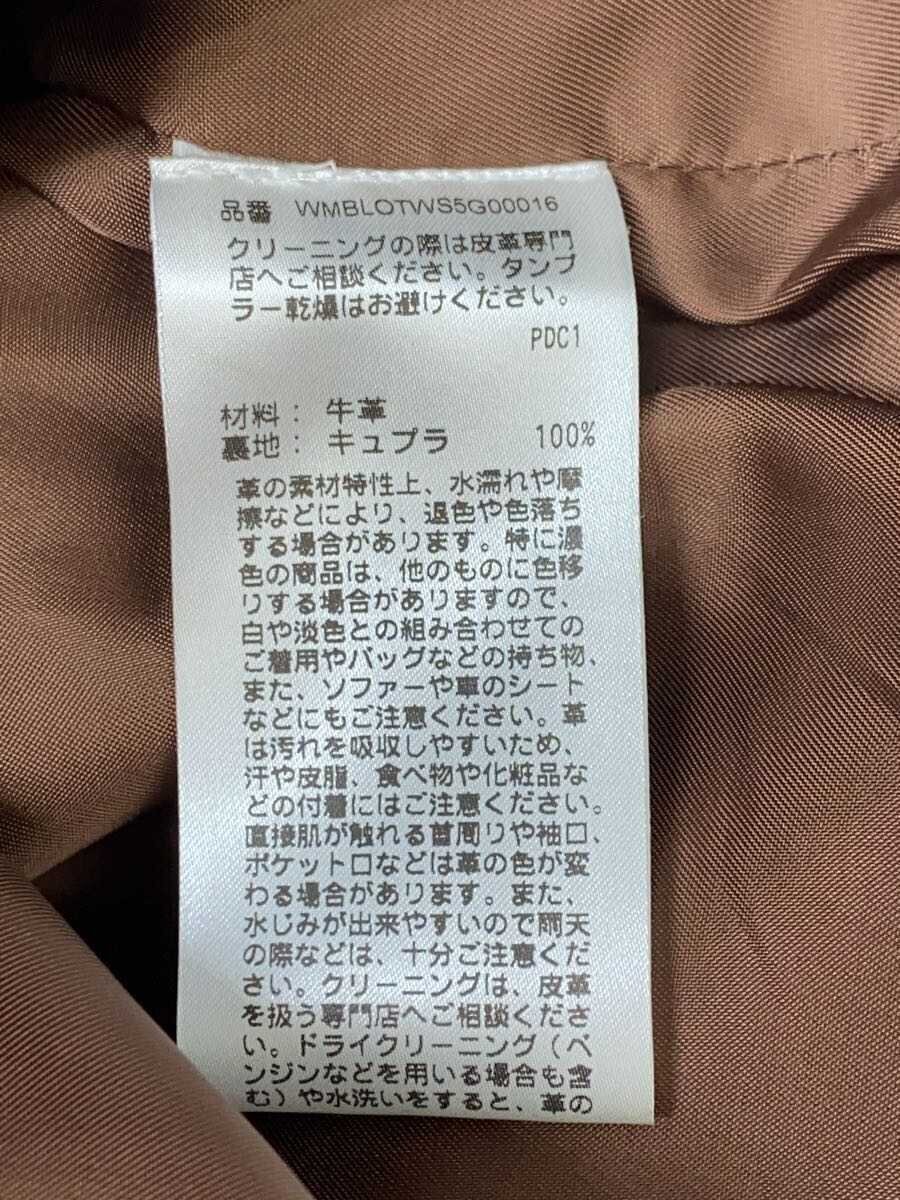 品番 WMBLOTWS5G00016
クリーニングの際は皮革専門
店へご相談ください。タンブ
ラー乾燥はお避けください。
PDC1
材料： 牛革
裏地： キュプラ 100%
革の素材特性上、水濡れや摩
擦などにより、退色や色落ち
する場合があります。特に濃
色の商品は、他のものに色移
りする場合がありますので、
白や淡色との組み合わせての
ご着用やバッグなどの持ち物、
また、ソファーや車のシート
などにもご注意ください。革
は汚れを吸収しやすいため、
汗や皮脂、食べ物や化粧品な
どの付着にはご注意ください。
直接肌が触れる首周りや袖口、
ポケット口などは革の色が変
わる場合があります。また、
水じみが出来やすいので雨天
の際などは、十分ご注意くだ
さい。クリーニングは、皮革
を扱う専門店へご相談くださ
い。ドライクリーニング（ベ
ンジンなどを用いる場合も含
む）や水洗いをすると、革の